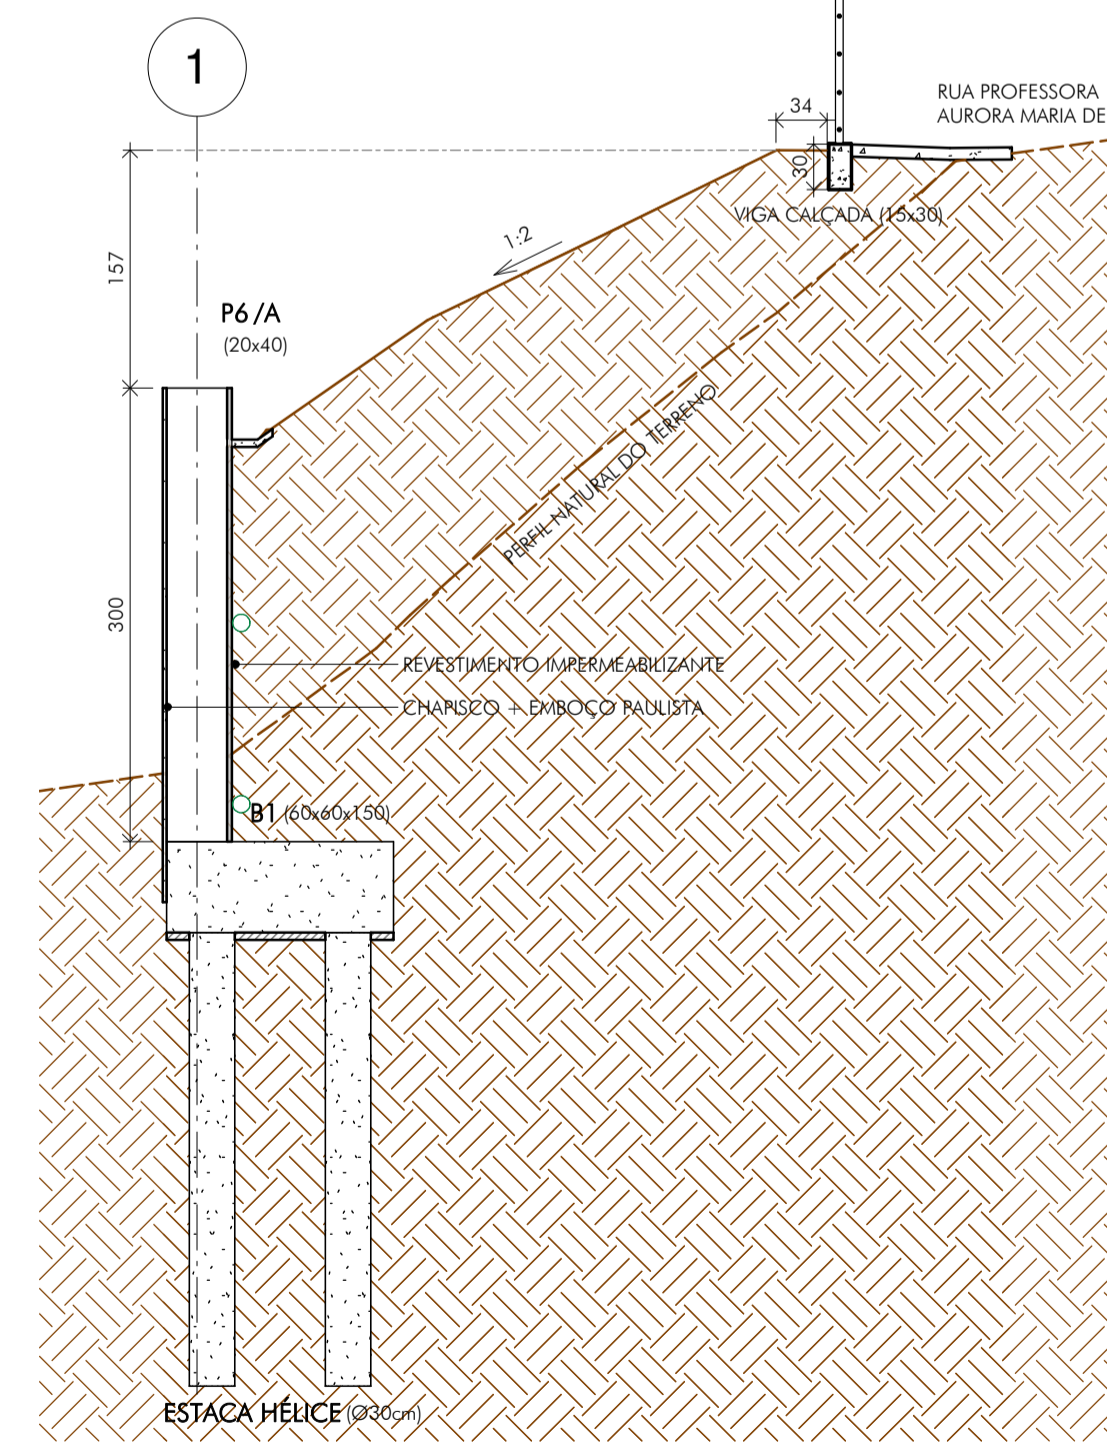 1
34
RUA PROFESSORA
AURORA MARIA DE
30
VIGA CALÇADA (15x30)
1:2
157
P6/A
(20x40)
PERFIL NATURAL DO TERRENO
300
REVESTIMENTO IMPERMEABILIZANTE
CHAPISCO + EMBOÇO PAULISTA
B1 (60x60x150)
ESTACA HÉLICE (Ø30cm)